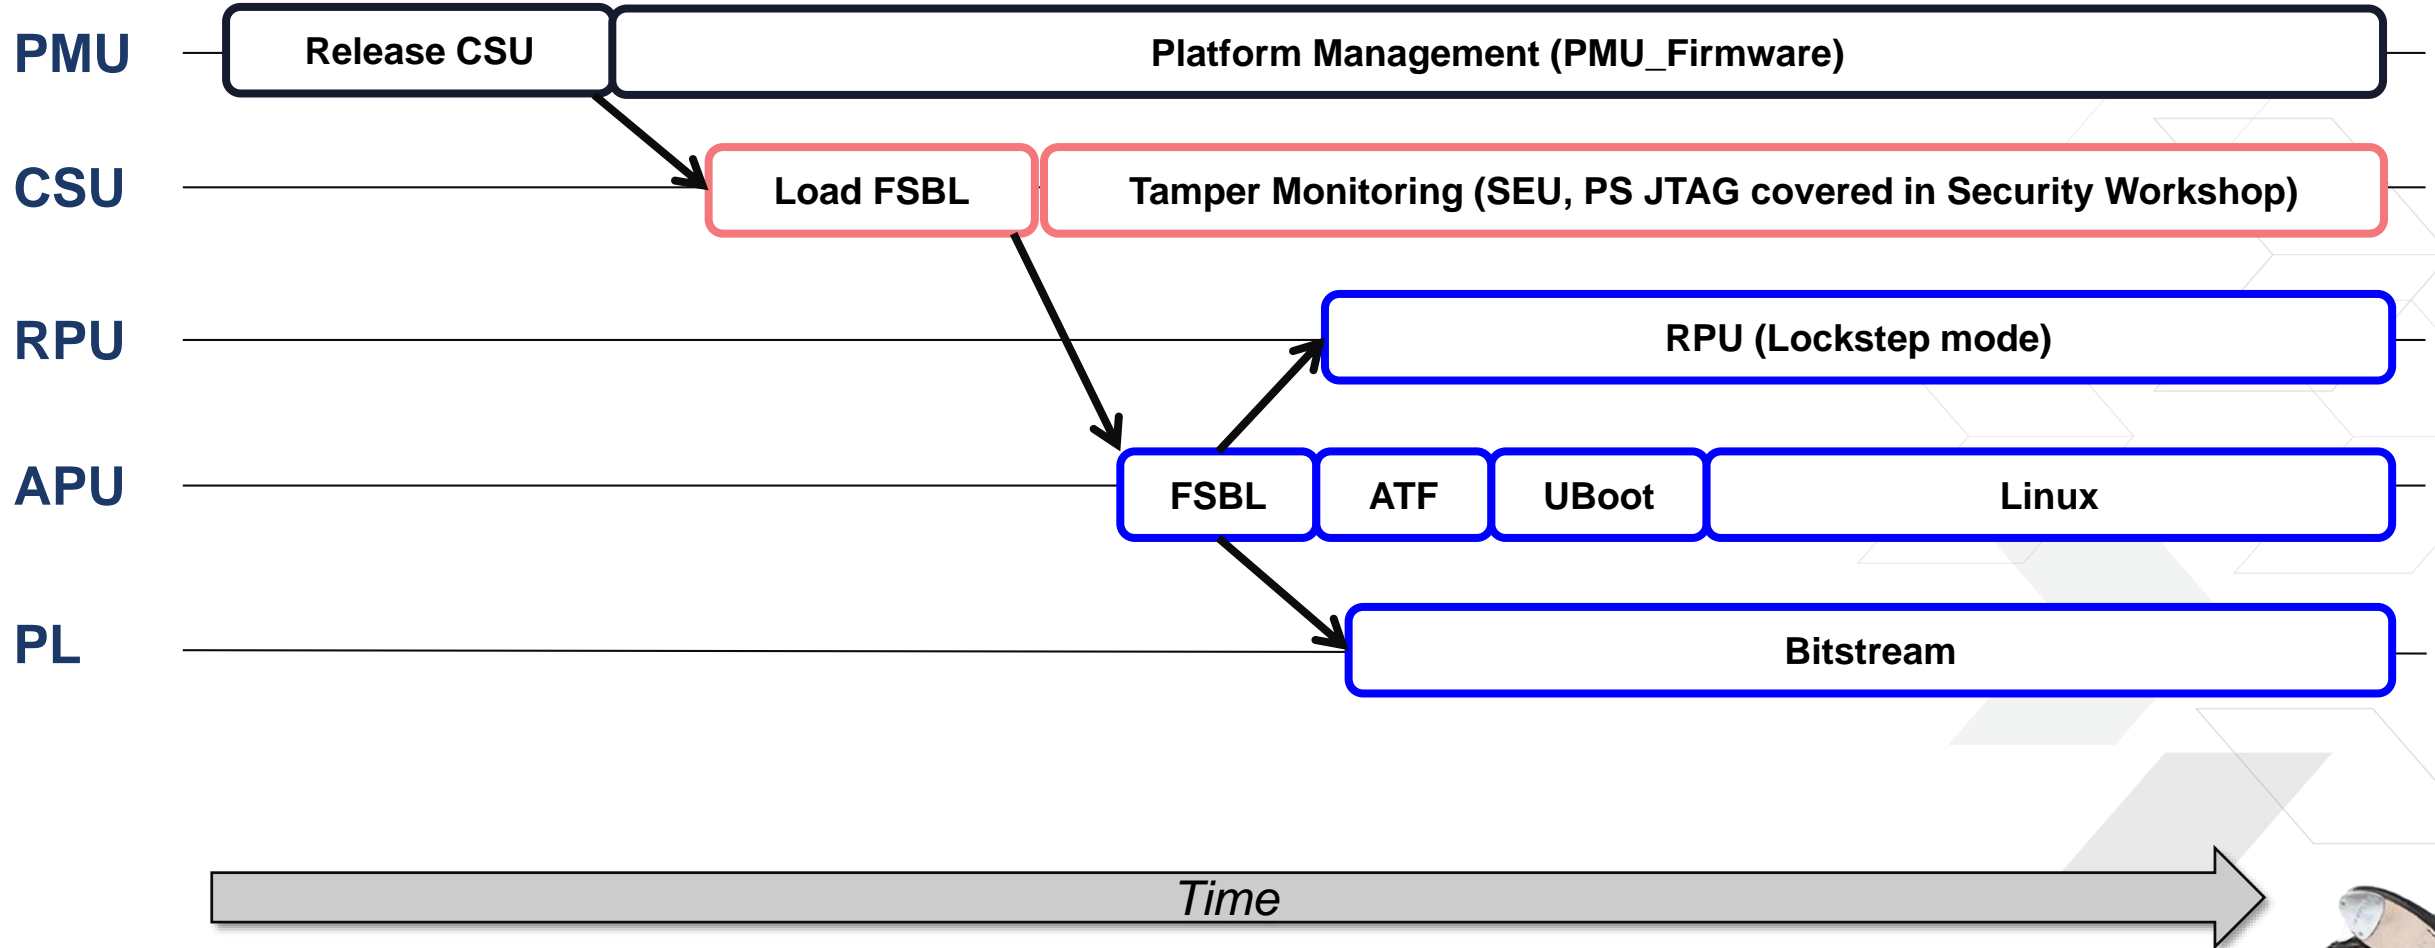 PMU
Release CSU
Platform Management (PMU_Firmware)
CSU
Load FSBL
Tamper Monitoring (SEU, PS JTAG covered in Security Workshop)
RPU
RPU (Lockstep mode)
APU
FSBL
ATF
UBoot
Linux
PL
Bitstream
Time